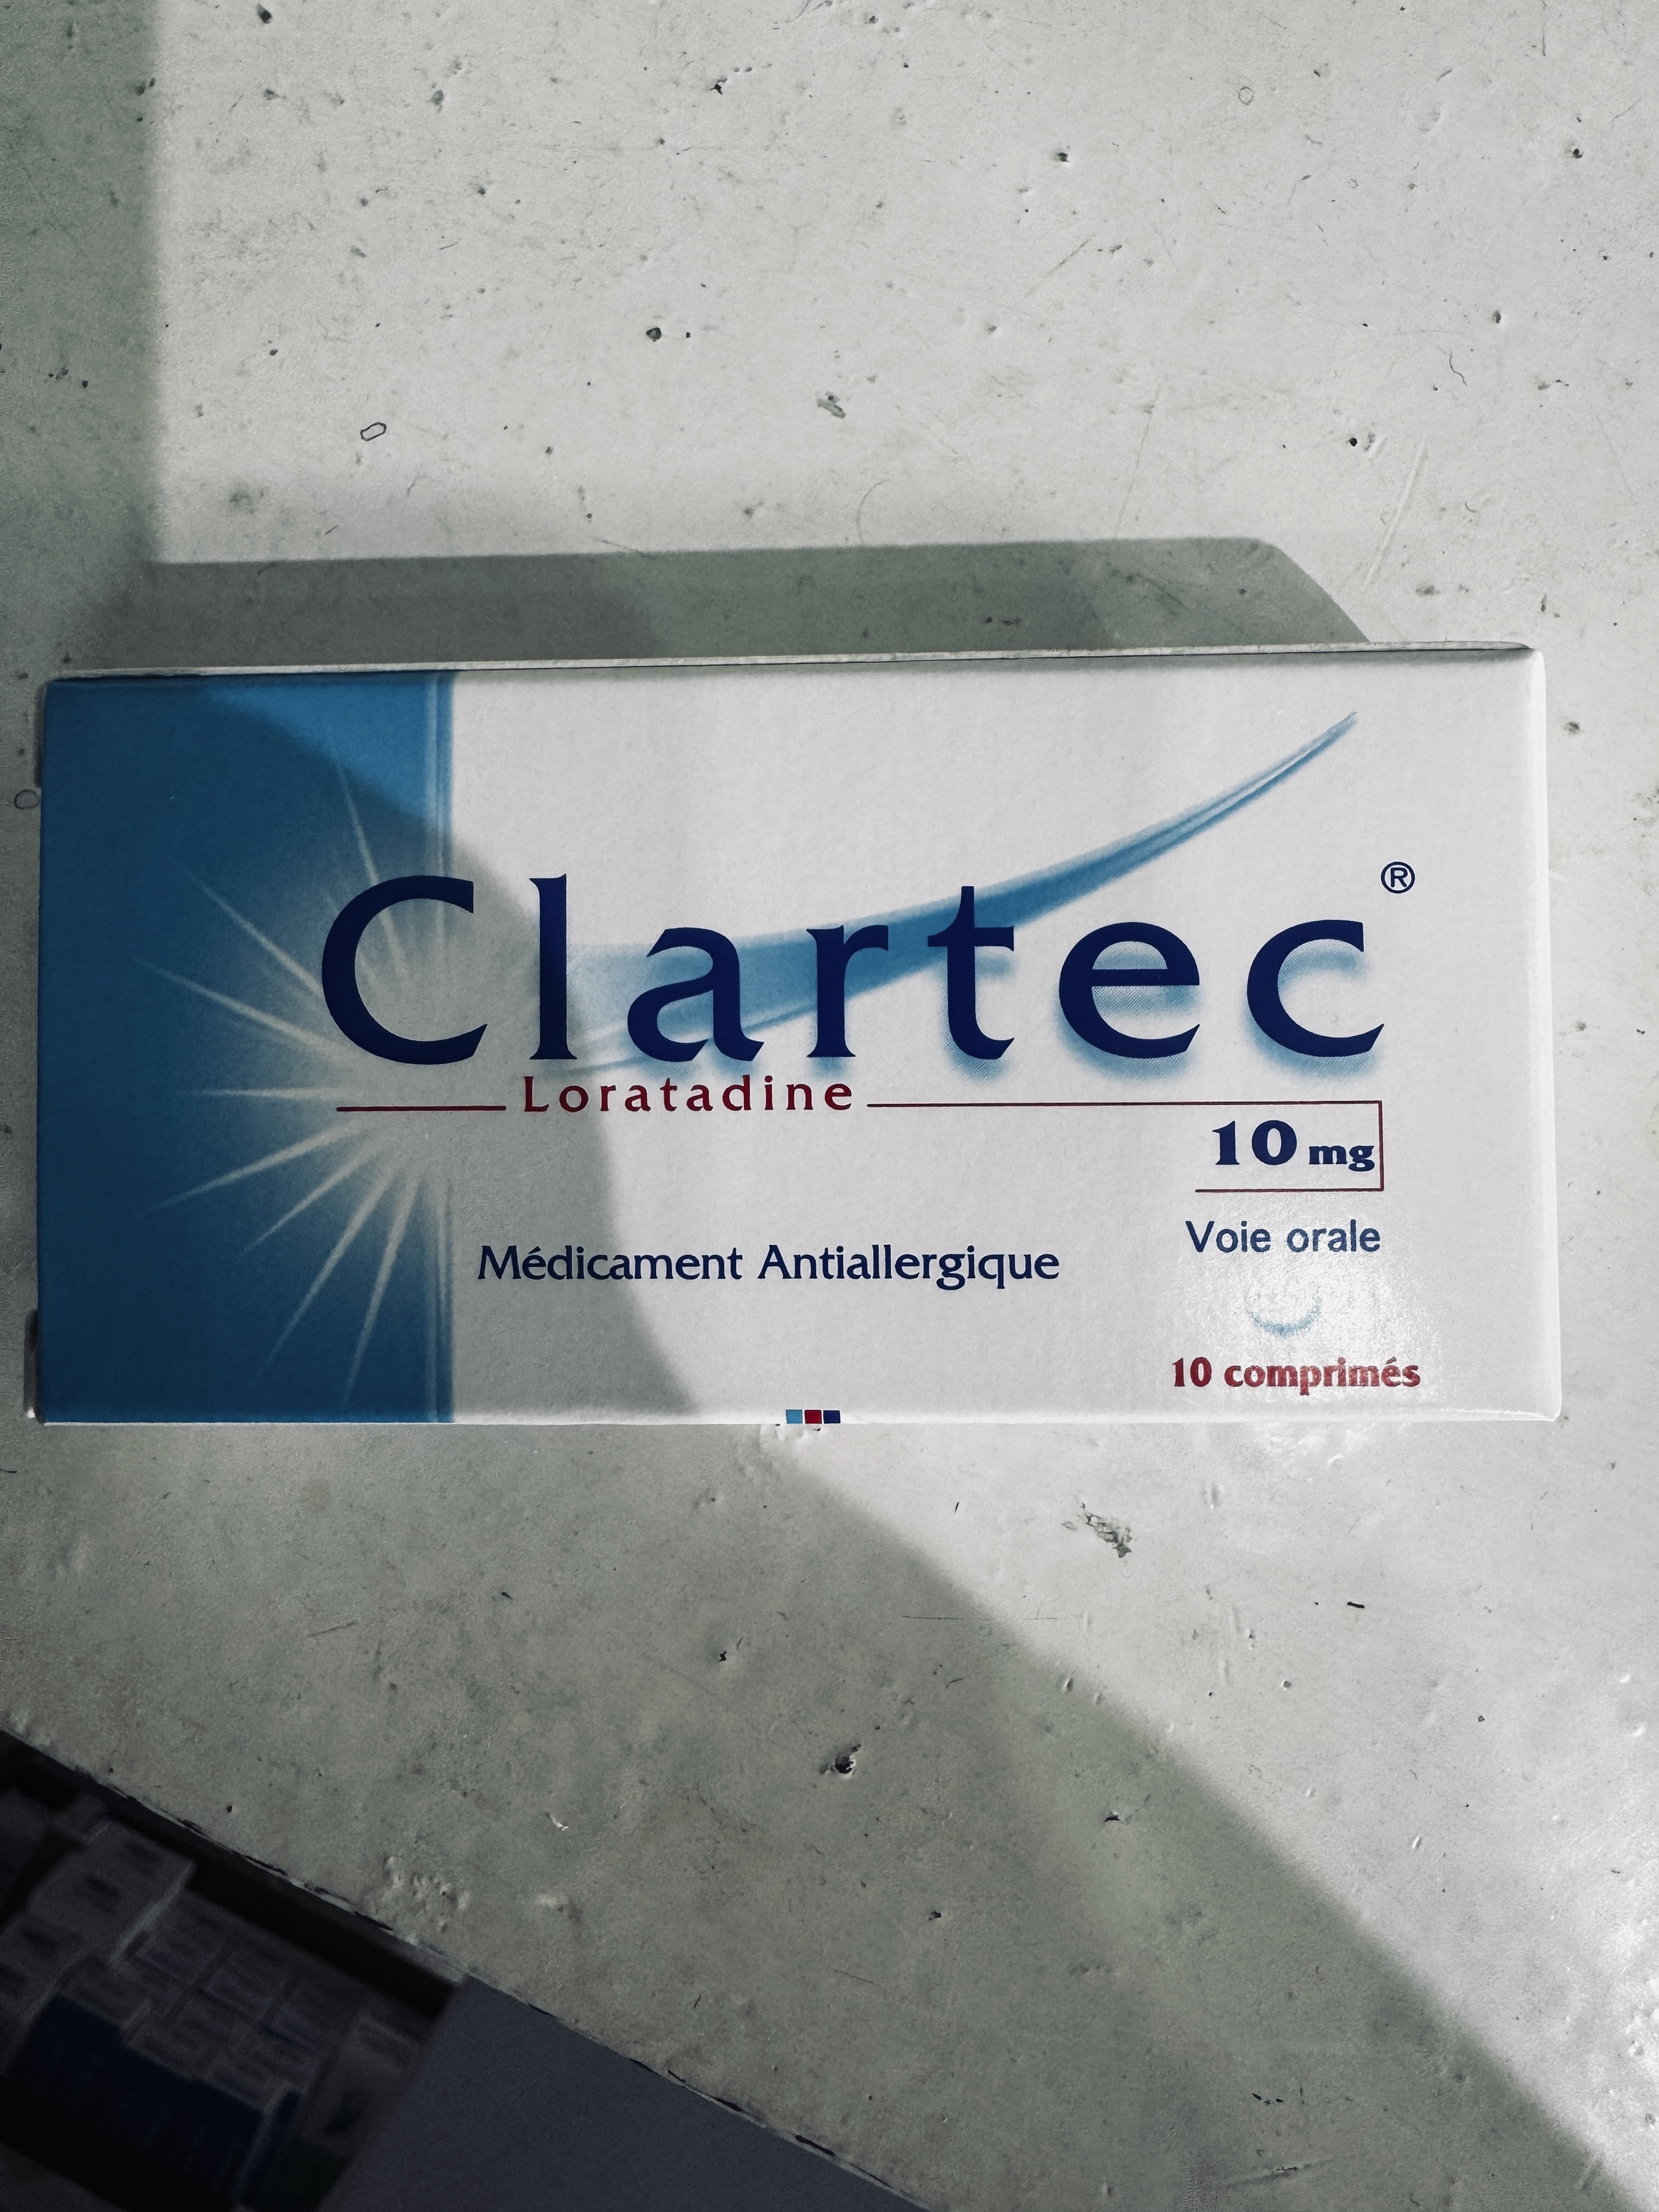 Clartec®
Loratadine
10 mg
Voie orale
Médicament Antiallergique
10 comprimés